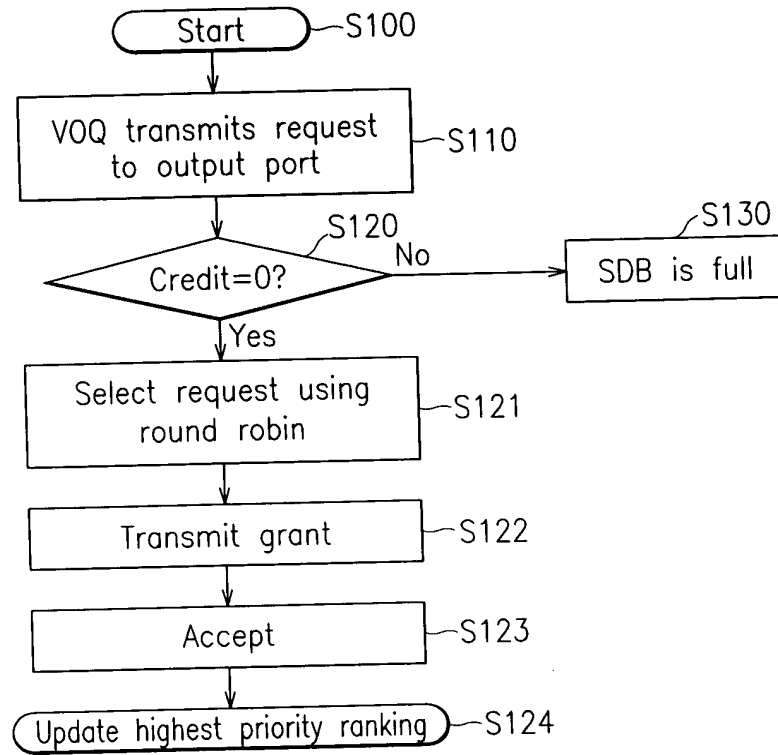 Start
S100
VOQ transmits request
to output port
S110
S120
Credit=0?
No
S130
SDB is full
Yes
Select request using
round robin
S121
Transmit grant
S122
Accept
S123
Update highest priority ranking
S124